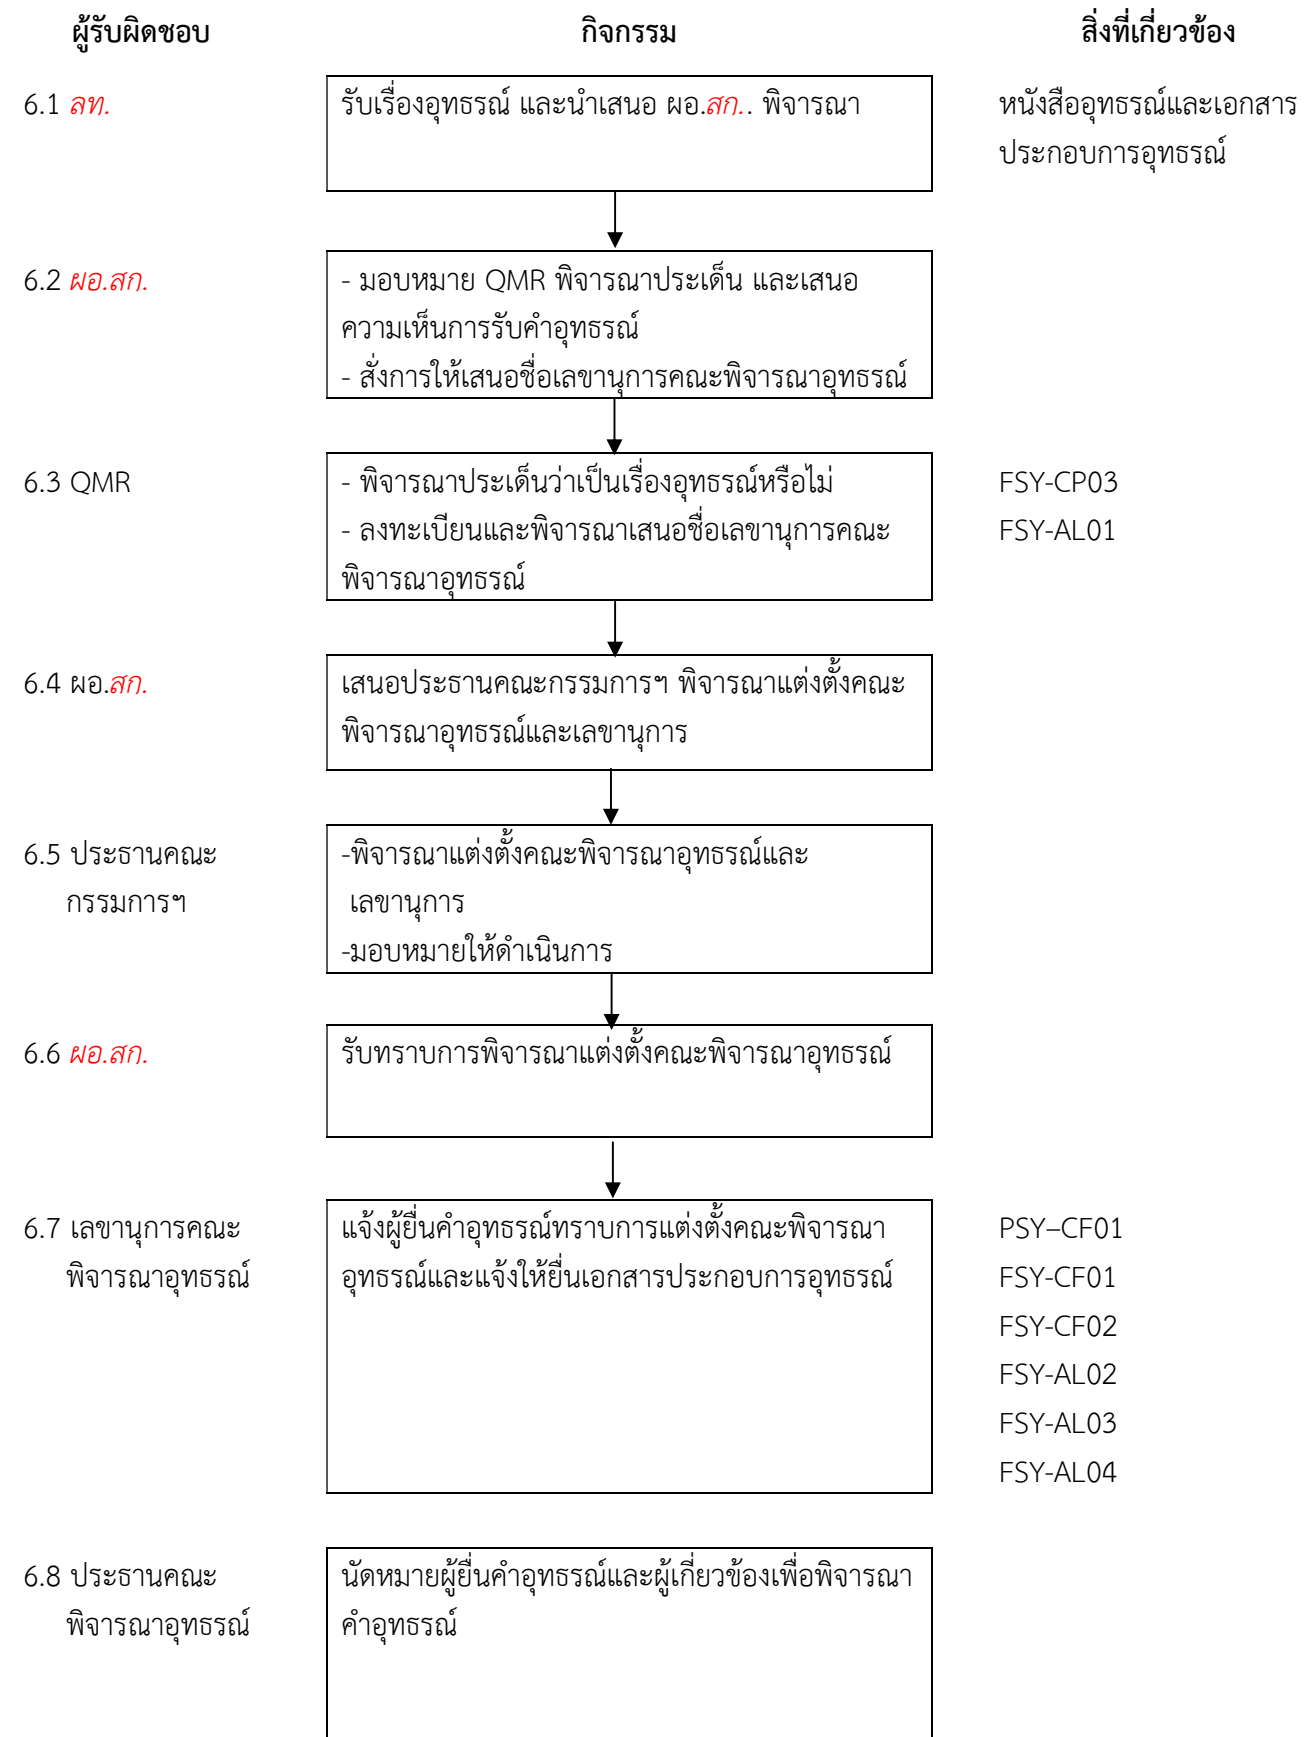 ผู้รับผิดชอบ กิจกรรม สิ่งที่เกี่ยวข้อง
6.1 ลท. รับเรื่องอุทธรณ์ และนำเสนอ ผอ.สก.. พิจารณา หนังสืออุทธรณ์และเอกสาร
ประกอบการอุทธรณ์
6.2 ผอ.สก. - มอบหมาย QMR พิจารณาประเด็น และเสนอ
ความเห็นการรับคำอุทธรณ์
- สั่งการให้เสนอชื่อเลขานุการคณะพิจารณาอุทธรณ์
6.3 QMR - พิจารณาประเด็นว่าเป็นเรื่องอุทธรณ์หรือไม่ FSY-CP03
- ลงทะเบียนและพิจารณาเสนอชื่อเลขานุการคณะ FSY-AL01
พิจารณาอุทธรณ์
6.4 ผอ.สก. เสนอประธานคณะกรรมการฯ พิจารณาแต่งตั้งคณะ
พิจารณาอุทธรณ์และเลขานุการ
6.5 ประธานคณะ -พิจารณาแต่งตั้งคณะพิจารณาอุทธรณ์และ
กรรมการฯ เลขานุการ
-มอบหมายให้ดำเนินการ
6.6 ผอ.สก. รับทราบการพิจารณาแต่งตั้งคณะพิจารณาอุทธรณ์
6.7 เลขานุการคณะ แจ้งผู้ยื่นคำอุทธรณ์ทราบการแต่งตั้งคณะพิจารณา PSY–CF01
พิจารณาอุทธรณ์ อุทธรณ์และแจ้งให้ยื่นเอกสารประกอบการอุทธรณ์ FSY-CF01
FSY-CF02
FSY-AL02
FSY-AL03
FSY-AL04
6.8 ประธานคณะ นัดหมายผู้ยื่นคำอุทธรณ์และผู้เกี่ยวข้องเพื่อพิจารณา
พิจารณาอุทธรณ์ คำอุทธรณ์